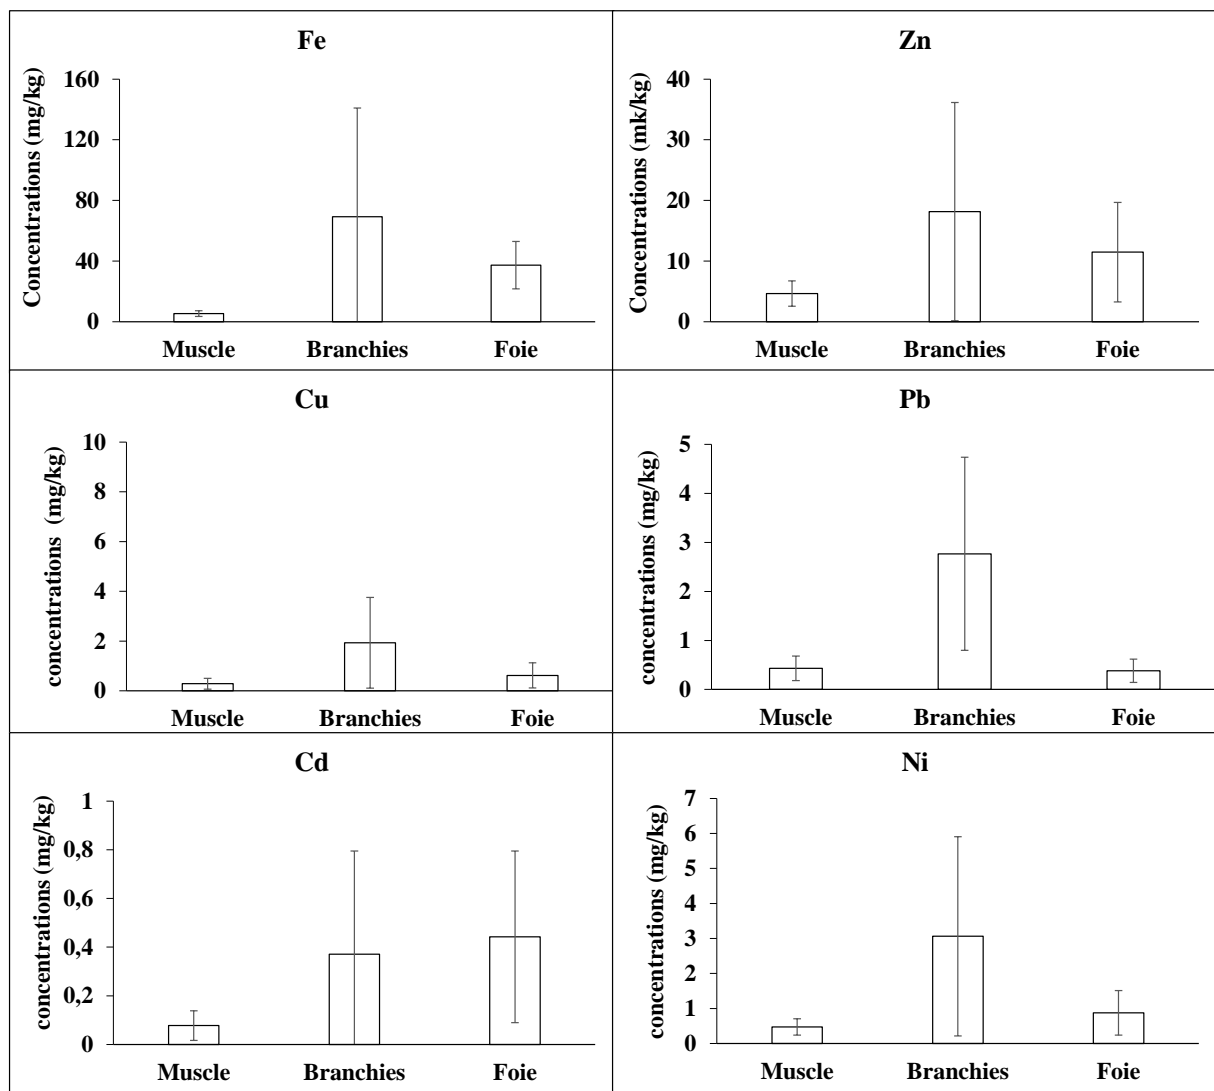 Fe
Concentrations (mg/kg)
160
120
80
40
0
Muscle Branchies Foie
Zn
Concentrations (mk/kg)
40
30
20
10
0
Muscle Branchies Foie
Cu
concentrations (mg/kg)
10
8
6
4
2
0
Muscle Branchies Foie
Pb
concentrations (mg/kg)
5
4
3
2
1
0
Muscle Branchies Foie
Cd
concentrations (mg/kg)
1
0,8
0,6
0,4
0,2
0
Muscle Branchies Foie
Ni
concentrations (mg/kg)
7
6
5
4
3
2
1
0
Muscle Branchies Foie